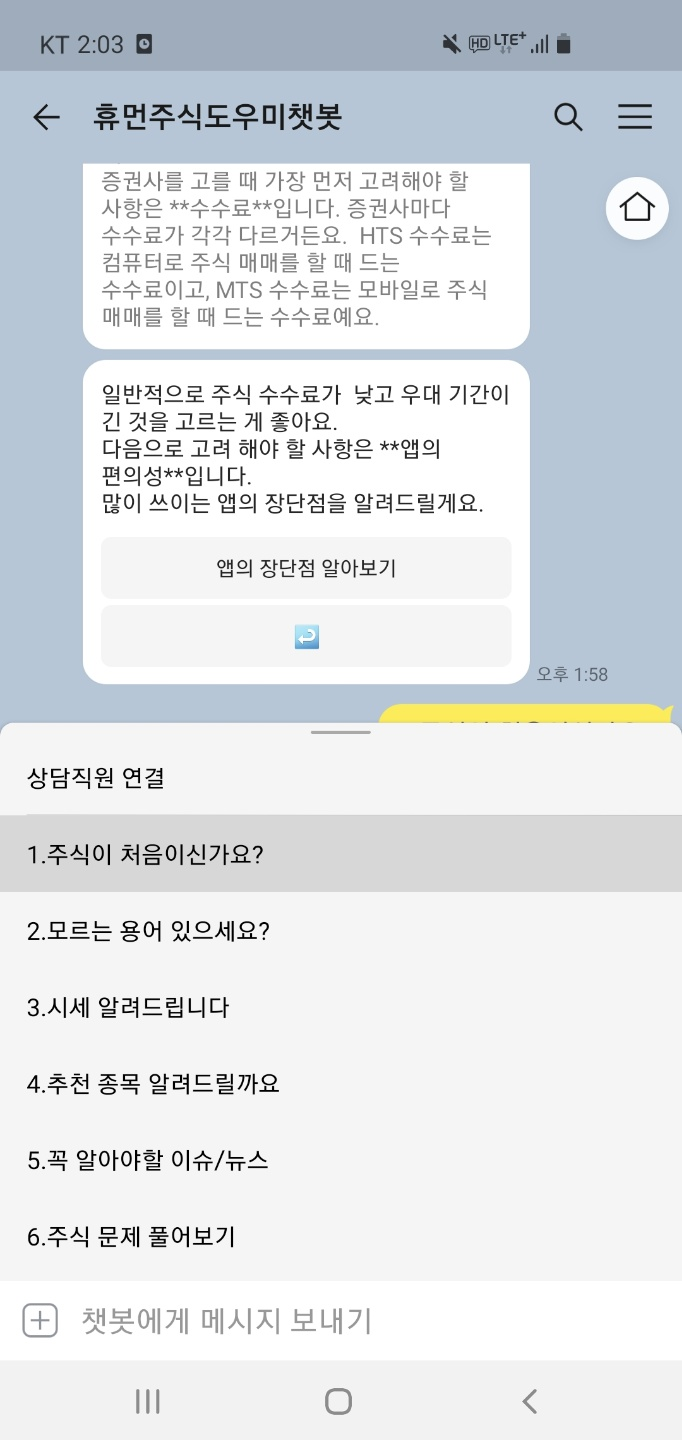 KT 2:03
HD LTE+
휴먼주식도우미챗봇
증권사를 고를 때 가장 먼저 고려해야 할
사항은 **수수료**입니다. 증권사마다
수수료가 각각 다르거든요.  HTS 수수료는
컴퓨터로 주식 매매를 할 때 드는
수수료이고, MTS 수수료는 모바일로 주식
매매를 할 때 드는 수수료예요.
일반적으로 주식 수수료가  낮고 우대 기간이
긴 것을 고르는 게 좋아요.
다음으로 고려 해야 할 사항은 **앱의
편의성**입니다.
많이 쓰이는 앱의 장단점을 알려드릴게요.
앱의 장단점 알아보기
오후 1:58
상담직원 연결
1.주식이 처음이신가요?
2.모르는 용어 있으세요?
3.시세 알려드립니다
4.추천 종목 알려드릴까요
5.꼭 알아야할 이슈/뉴스
6.주식 문제 풀어보기
챗봇에게 메시지 보내기